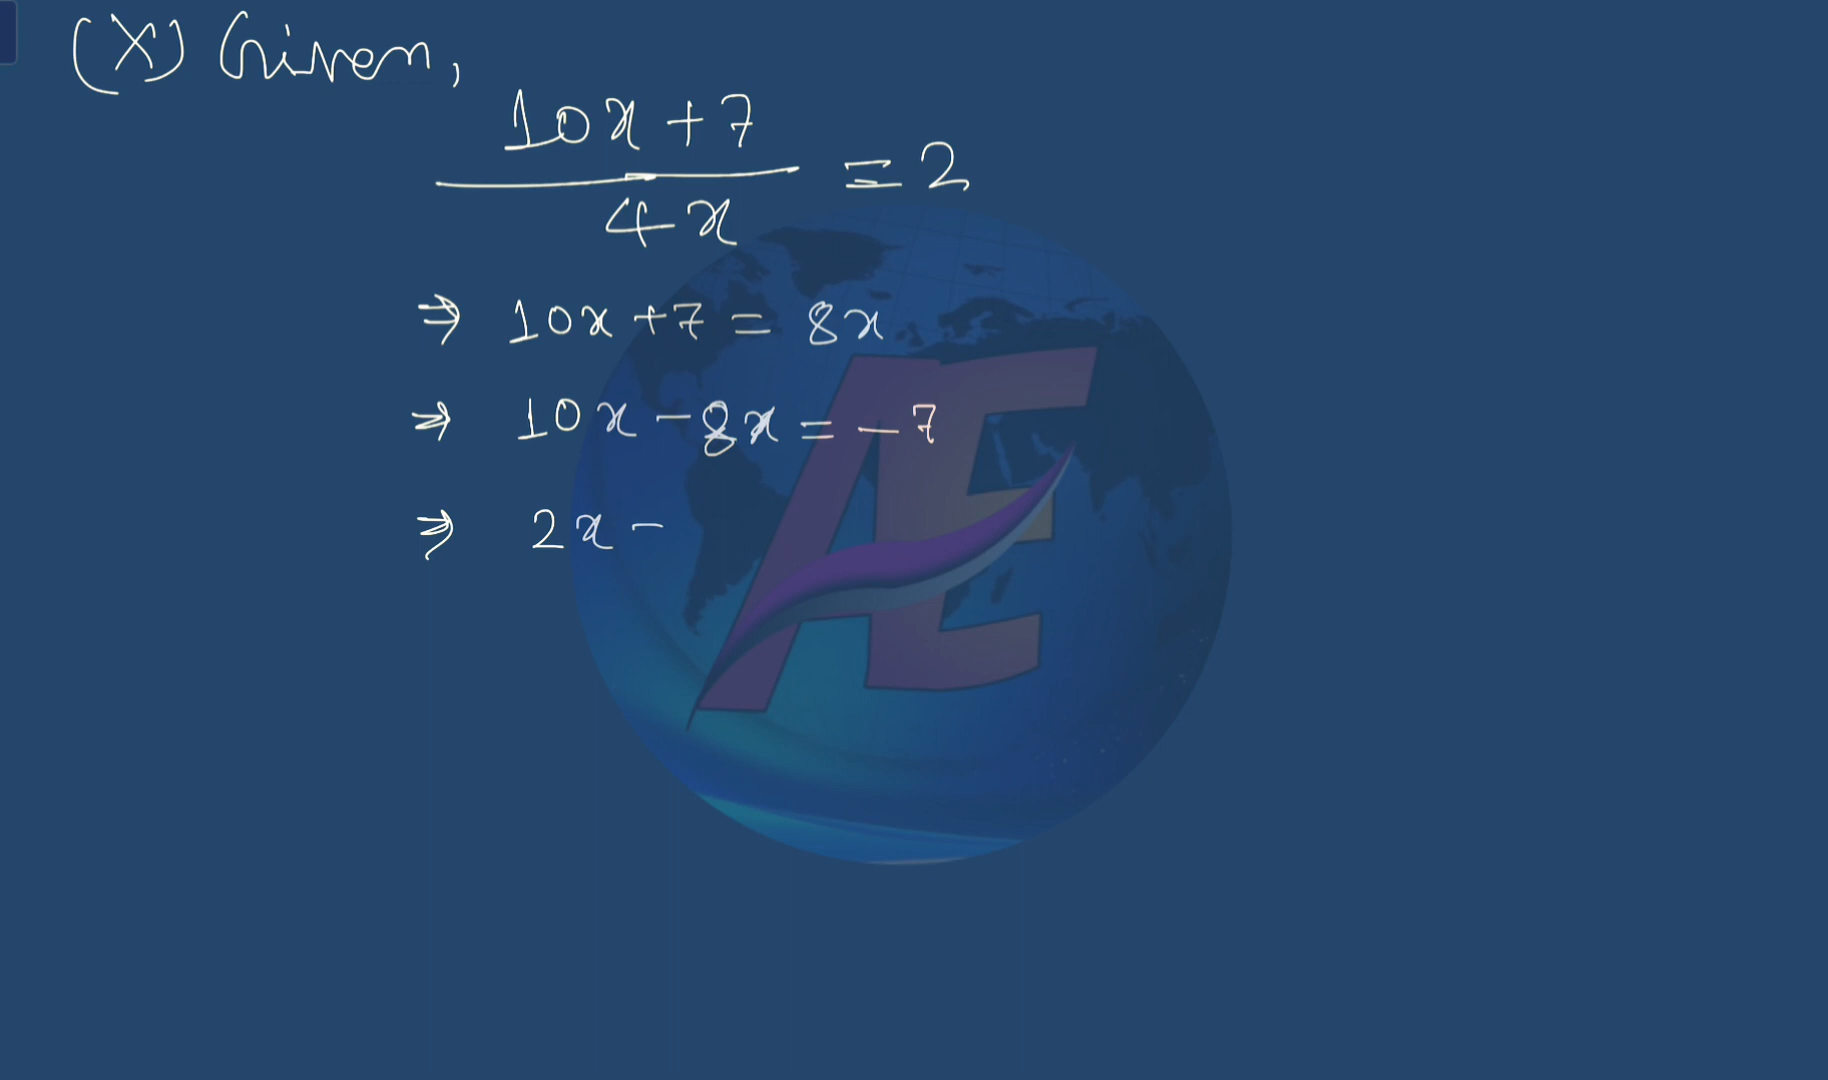 (X) Given,
10x+7
4x
=2
⇒ 10x+7 = 8x
⇒ 10x-8x = -7
⇒ 2x -
Æ